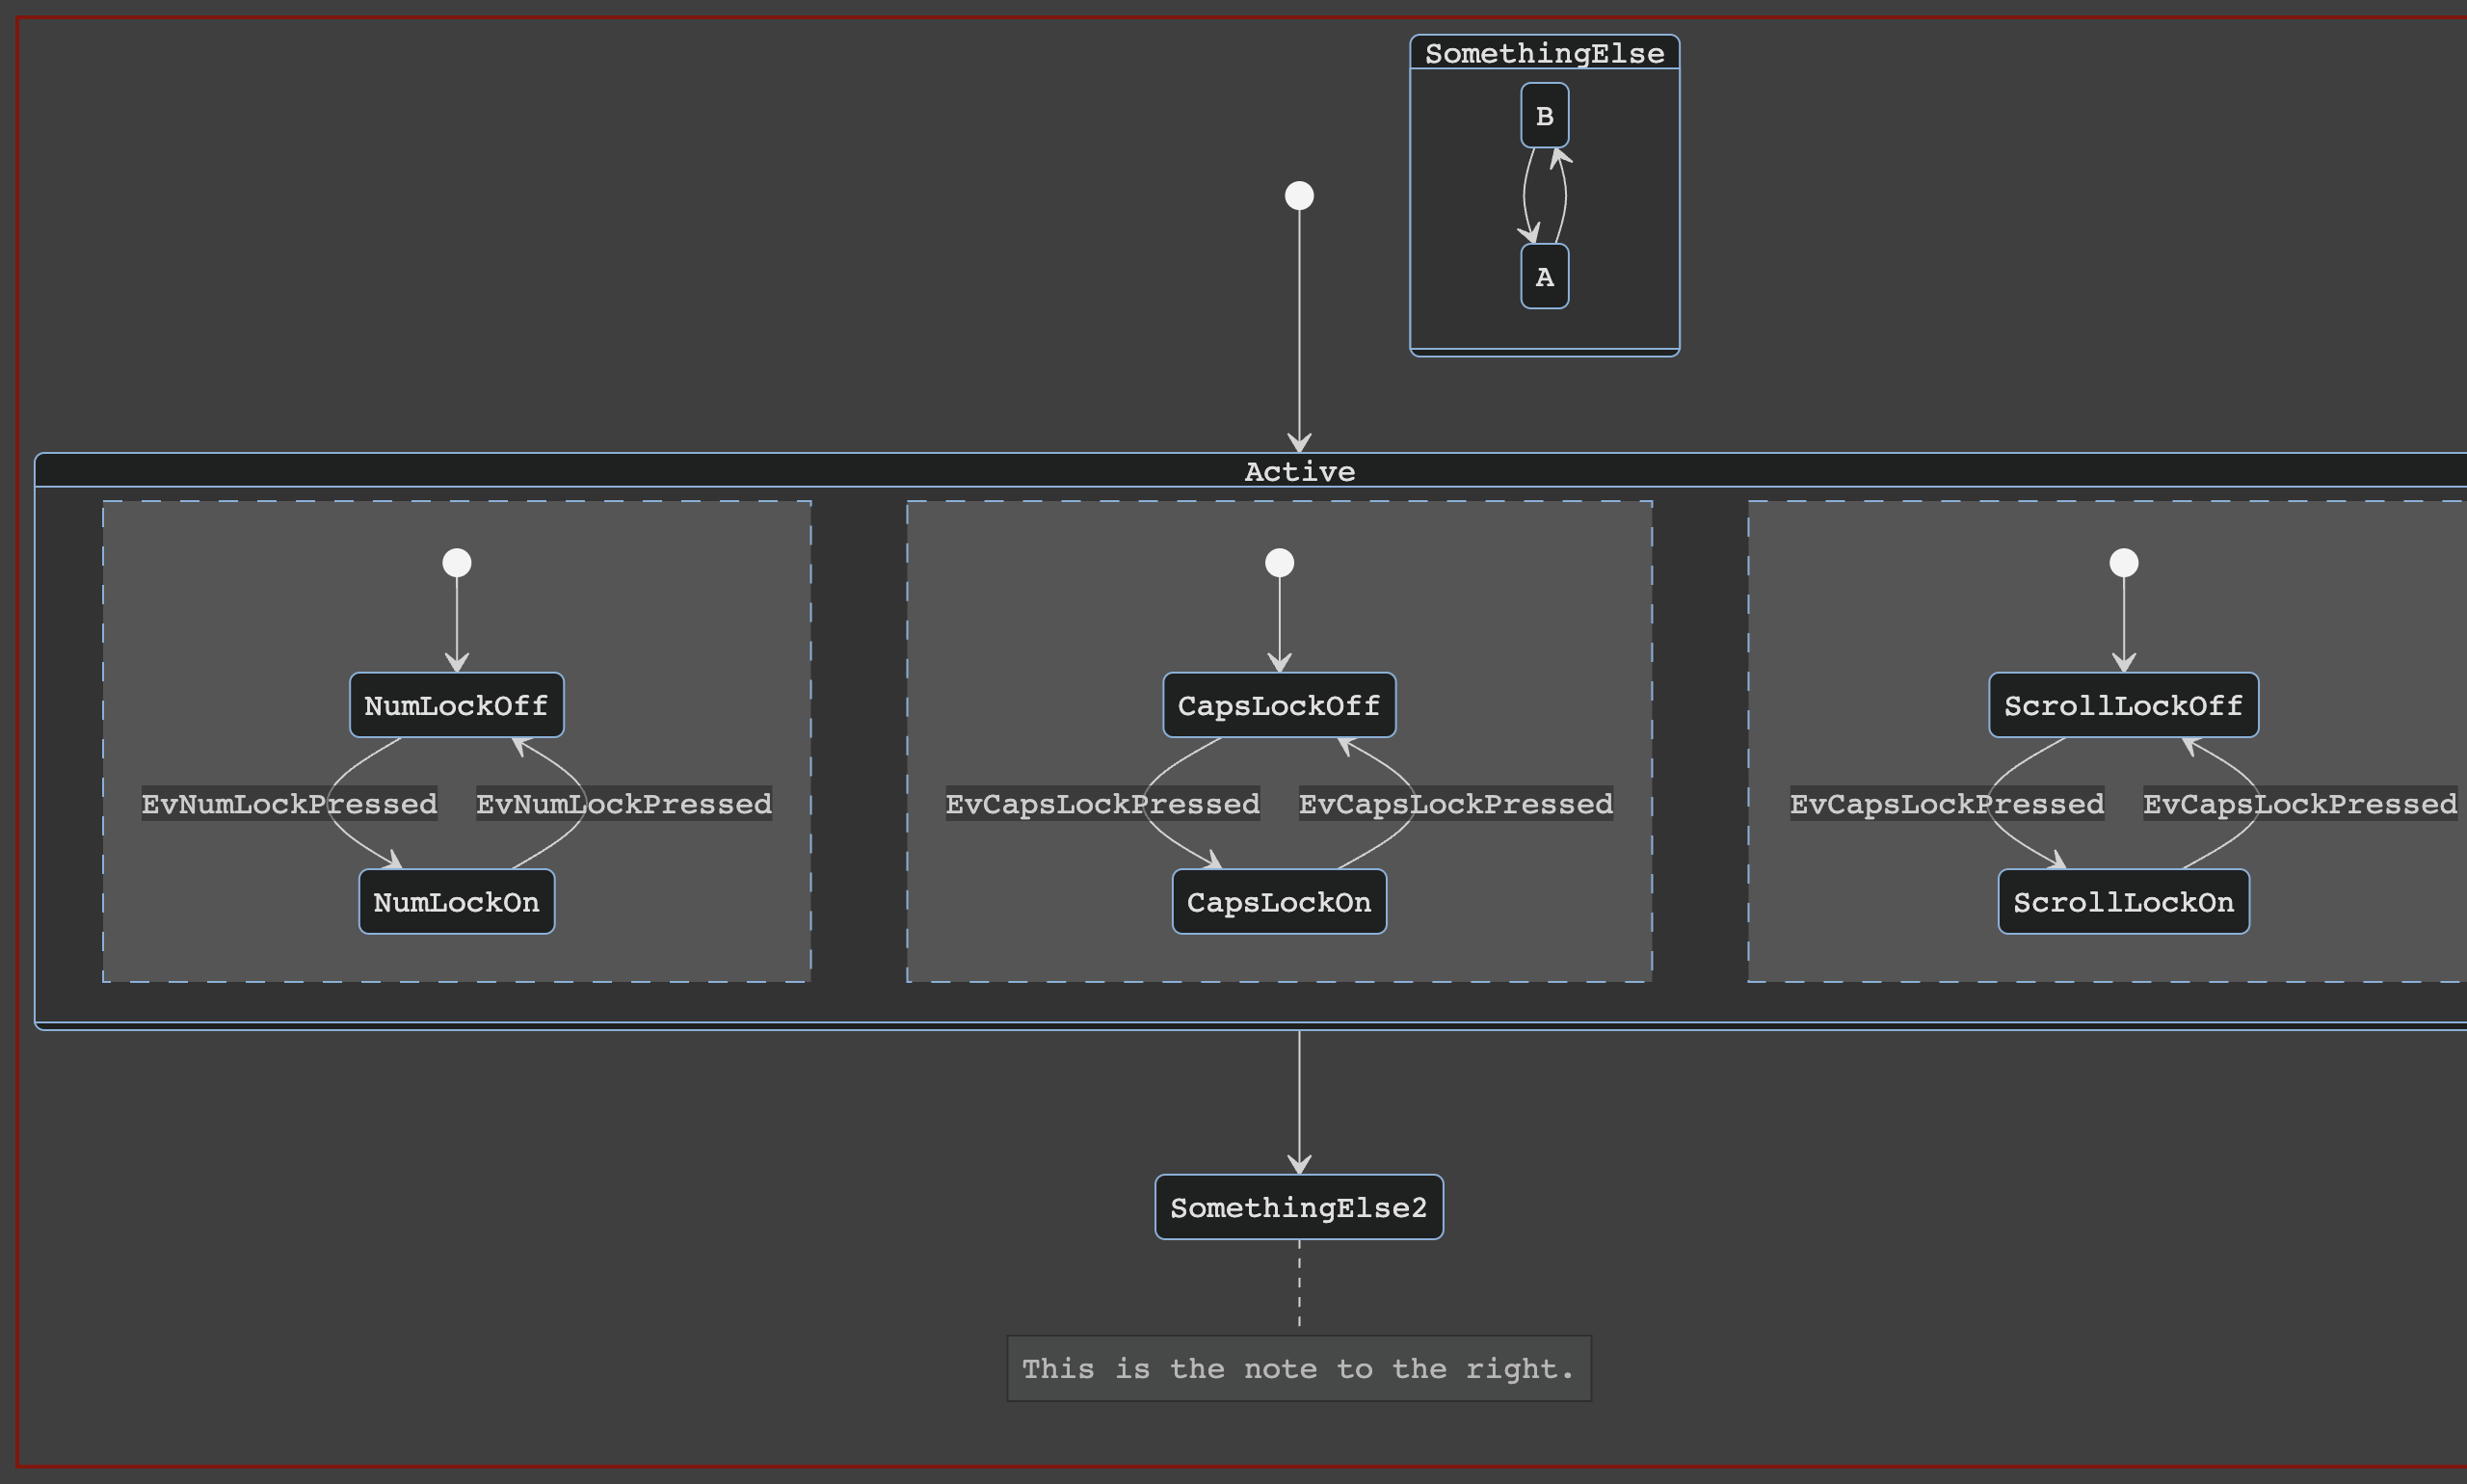 SomethingElse
B
A
Active
NumLockOff
CapsLockOff
ScrollLockOff
EvNumLockPressed
EvNumLockPressed
EvCapsLockPressed
EvCapsLockPressed
EvCapsLockPressed
EvCapsLockPressed
NumLockOn
CapsLockOn
ScrollLockOn
SomethingElse2
This is the note to the right.